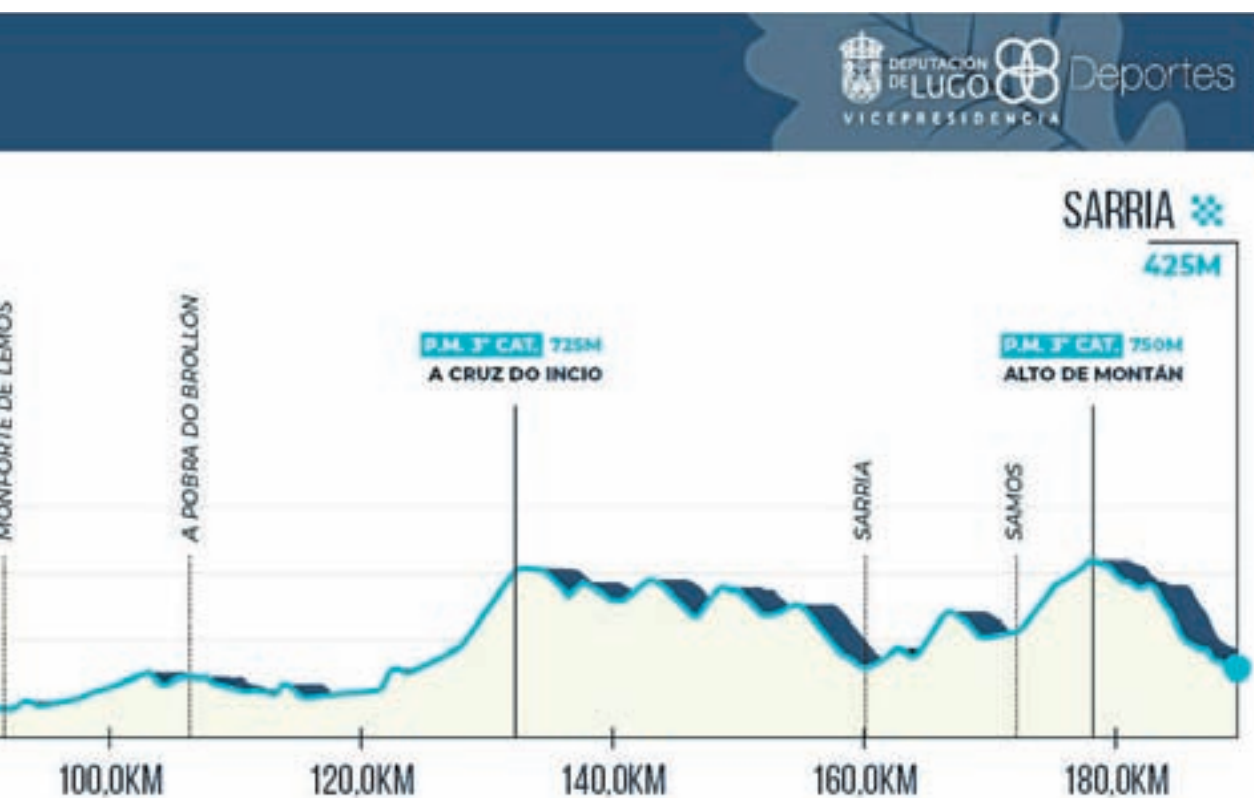 DEPUTACIÓN
DE LUGO
VICEPRESIDENCIA
Deportes
SARRIA
425M
MONFORTE DE LEMOS
A POBRA DO BROLLÓN
P.M. 3ª CAT. 725M
A CRUZ DO INCIO
SARRIA
SAMOS
P.M. 3ª CAT. 750M
ALTO DE MONTÁN
100,0KM
120,0KM
140,0KM
160,0KM
180,0KM